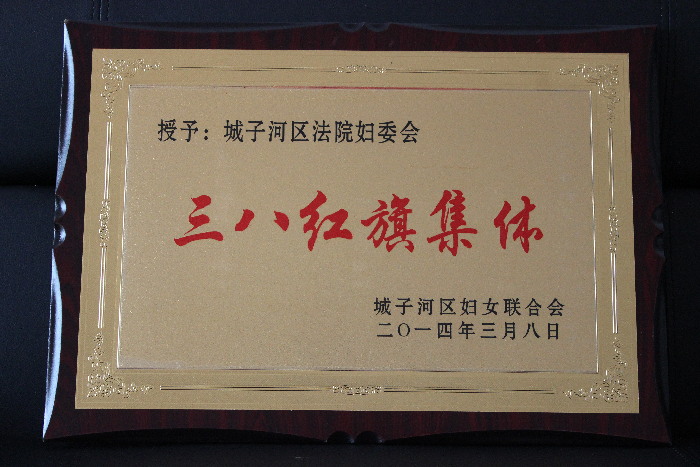 授予：城子河区法院妇委会
三八红旗集体
城子河区妇女联合会
二〇一四年三月八日